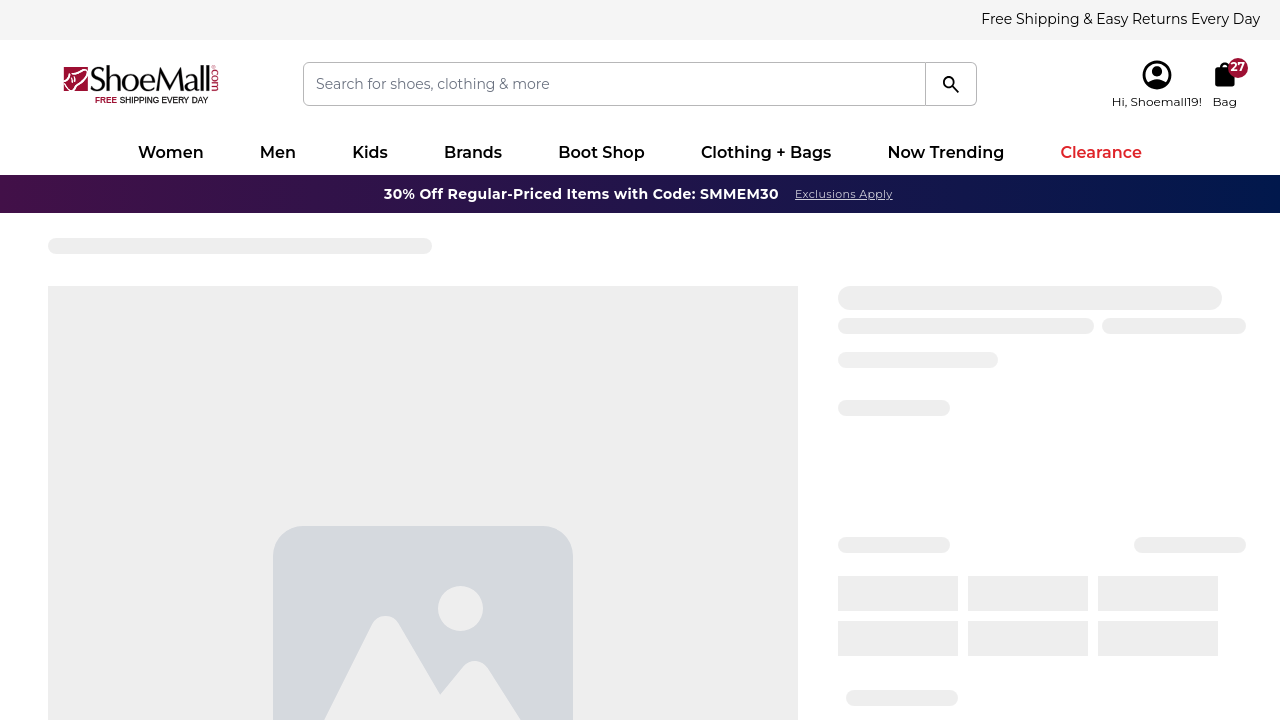 Free Shipping & Easy Returns Every Day
ShoeMall®.com
FREE SHIPPING EVERY DAY
Search for shoes, clothing & more
27
Hi, Shoemall19!
Bag
Women
Men
Kids
Brands
Boot Shop
Clothing + Bags
Now Trending
Clearance
30% Off Regular-Priced Items with Code: SMMEM30
Exclusions Apply